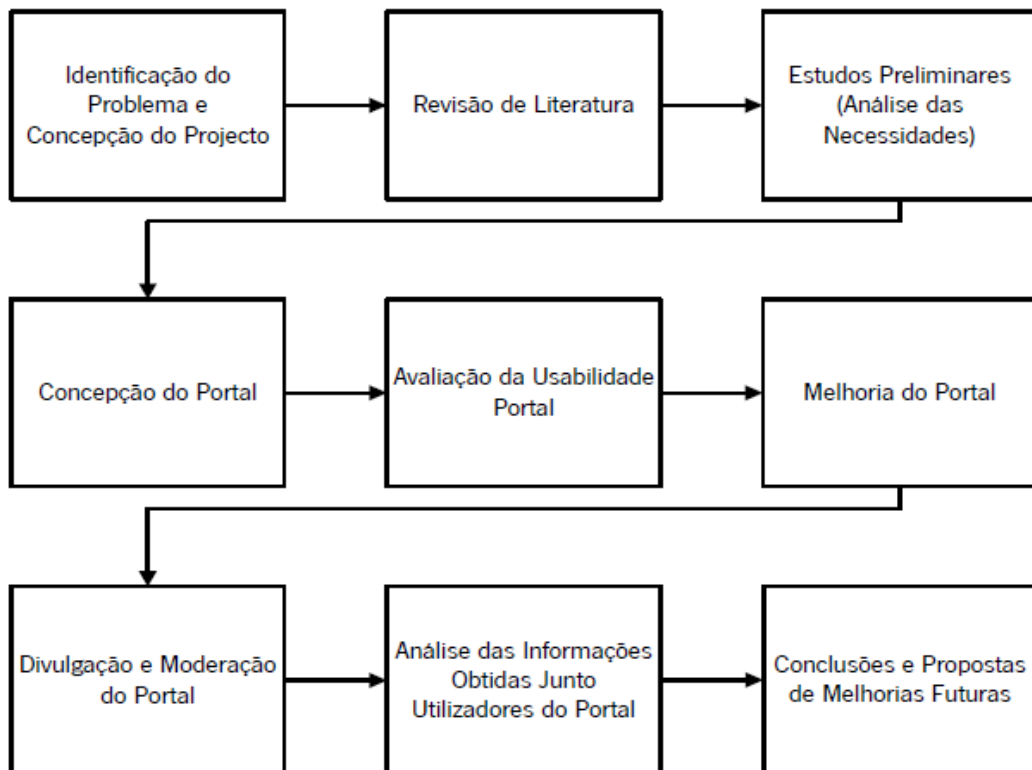 Identificação do
Problema e
Concepção do Projecto
Revisão de Literatura
Estudos Preliminares
(Análise das
Necessidades)
Concepção do Portal
Avaliação da Usabilidade
Portal
Melhoria do Portal
Divulgação e Moderação
do Portal
Análise das Informações
Obtidas Junto
Utilizadores do Portal
Conclusões e Propostas
de Melhorias Futuras